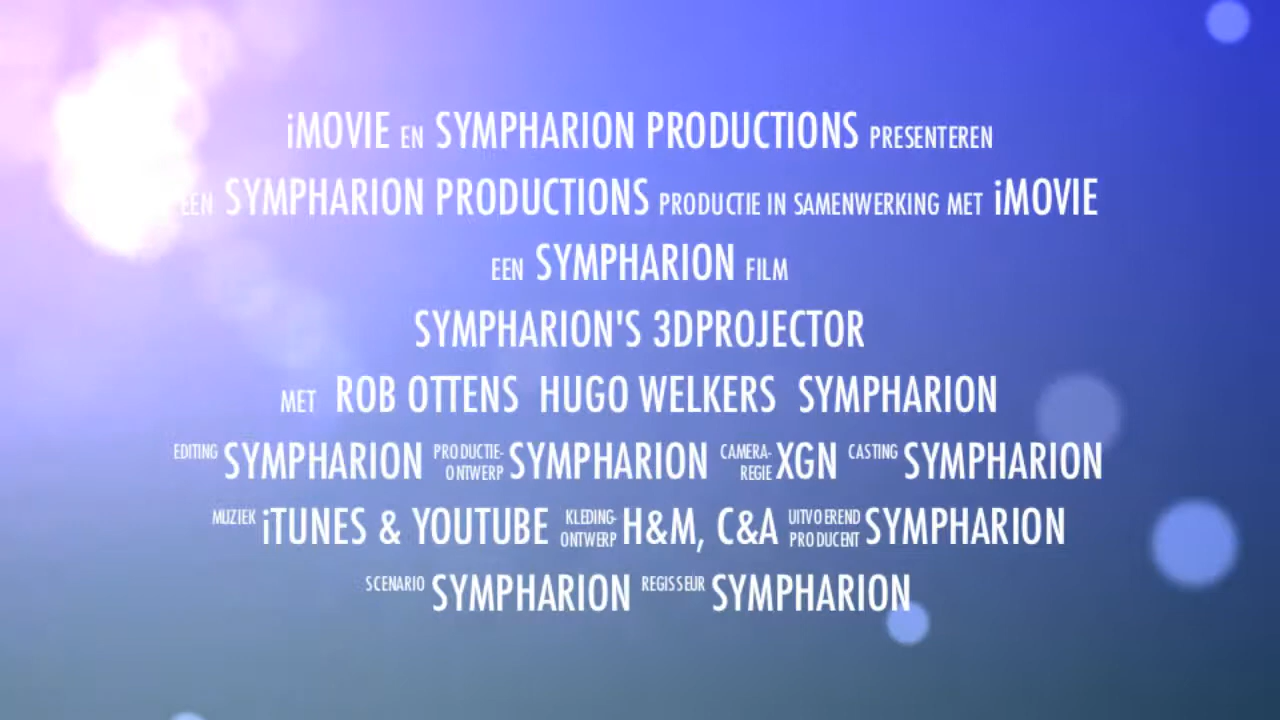 iMOVIE EN SYMPHARION PRODUCTIONS PRESENTEREN
EEN SYMPHARION PRODUCTIONS PRODUCTIE IN SAMENWERKING MET iMOVIE
EEN SYMPHARION FILM
SYMPHARION'S 3DPROJECTOR
MET ROB OTTENS HUGO WELKERS SYMPHARION
EDITING SYMPHARION PRODUCTIE-ONTWERP SYMPHARION CAMERA-REGIE XGN CASTING SYMPHARION
MUZIEK iTUNES & YOUTUBE KLEDING-ONTWERP H&M, C&A UITVOEREND PRODUCENT SYMPHARION
SCENARIO SYMPHARION REGISSEUR SYMPHARION